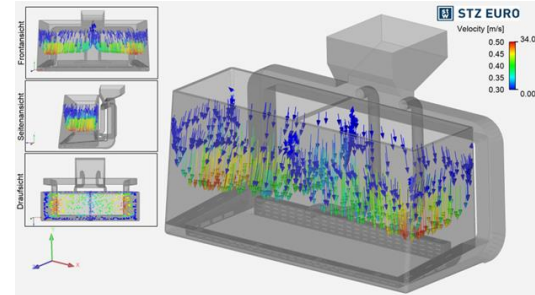 STZ EURO
Velocity [m/s]
0.50
0.45
0.40
0.35
0.30
34.0
0.00
Frontansicht
Seitenansicht
Draufsicht